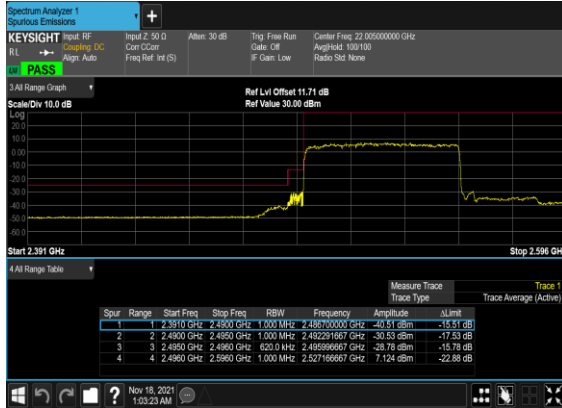 Spectrum Analyzer 1
Spurious Emissions
KEYSIGHT Input: RF Input Z: 50 Ω Atten: 30 dB Trig: Free Run Center Freq: 22.005000000 GHz
RL Coupling: DC Corr CCorr Gate: Off Avg|Hold: 100/100
Align: Auto Freq Ref: Int (S) IF Gain: Low Radio Std: None
PASS
3 All Range Graph
Ref Lvl Offset 11.71 dB
Scale/Div 10.0 dB Ref Value 30.00 dBm
Log
20.0
10.0
0.00
-10.0
-20.0
-30.0
-40.0
-50.0
-60.0
Start 2.391 GHz Stop 2.596 GH
4 All Range Table
Measure Trace Trace 1
Trace Type Trace Average (Active)
Spur Range Start Freq Stop Freq RBW Frequency Amplitude ΔLimit
1 1 2.3910 GHz 2.4900 GHz 1.000 MHz 2.486700000 GHz -40.51 dBm -15.51 dB
2 2 2.4900 GHz 2.4950 GHz 1.000 MHz 2.492291667 GHz -30.53 dBm -17.53 dB
3 3 2.4950 GHz 2.4960 GHz 620.0 kHz 2.495996667 GHz -28.78 dBm -15.78 dB
4 4 2.4960 GHz 2.5960 GHz 1.000 MHz 2.527166667 GHz 7.124 dBm -22.88 dB
?
Nov 18, 2021
1:03:23 AM